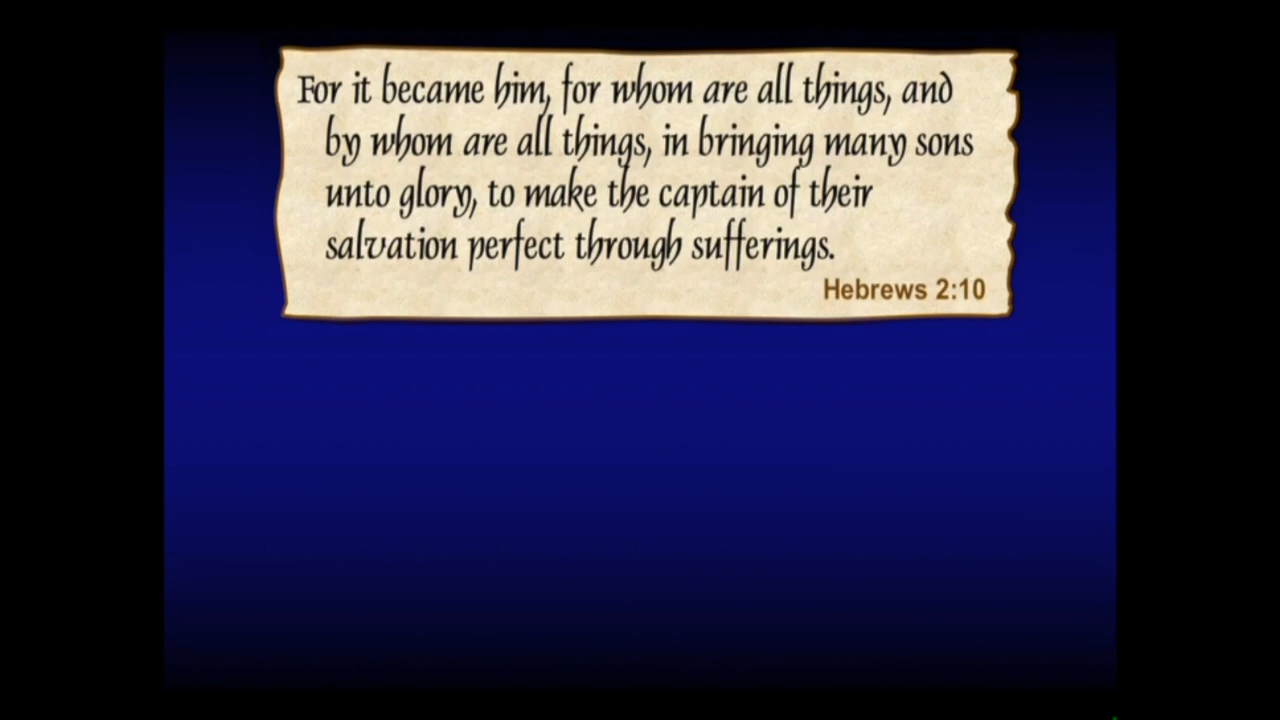 For it became him, for whom are all things, and
by whom are all things, in bringing many sons
unto glory, to make the captain of their
salvation perfect through sufferings.
Hebrews 2:10